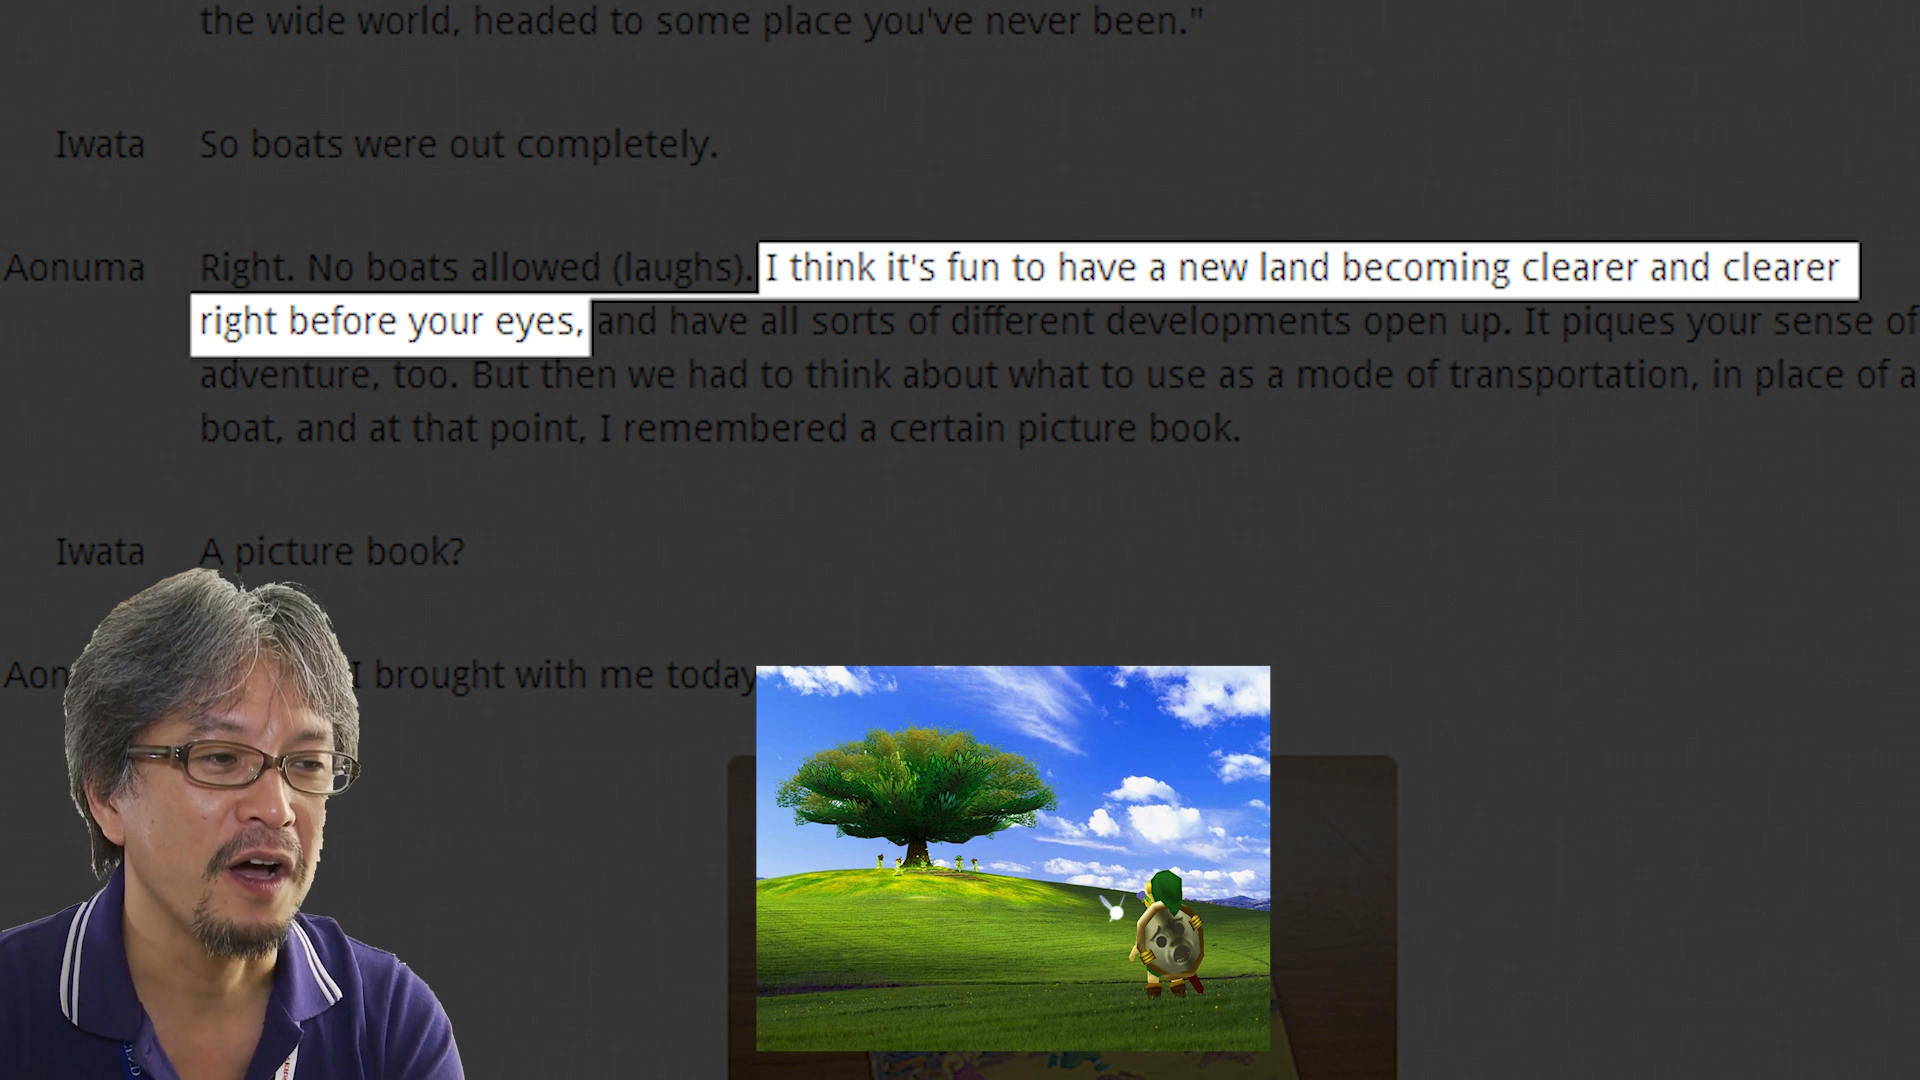 the wide world, headed to some place you've never been."
Iwata So boats were out completely.
Aonuma Right. No boats allowed (laughs). I think it's fun to have a new land becoming clearer and clearer
right before your eyes, and have all sorts of different developments open up. It piques your sense of
adventure, too. But then we had to think about what to use as a mode of transportation, in place of a
boat, and at that point, I remembered a certain picture book.
Iwata A picture book?
Aon I brought with me today